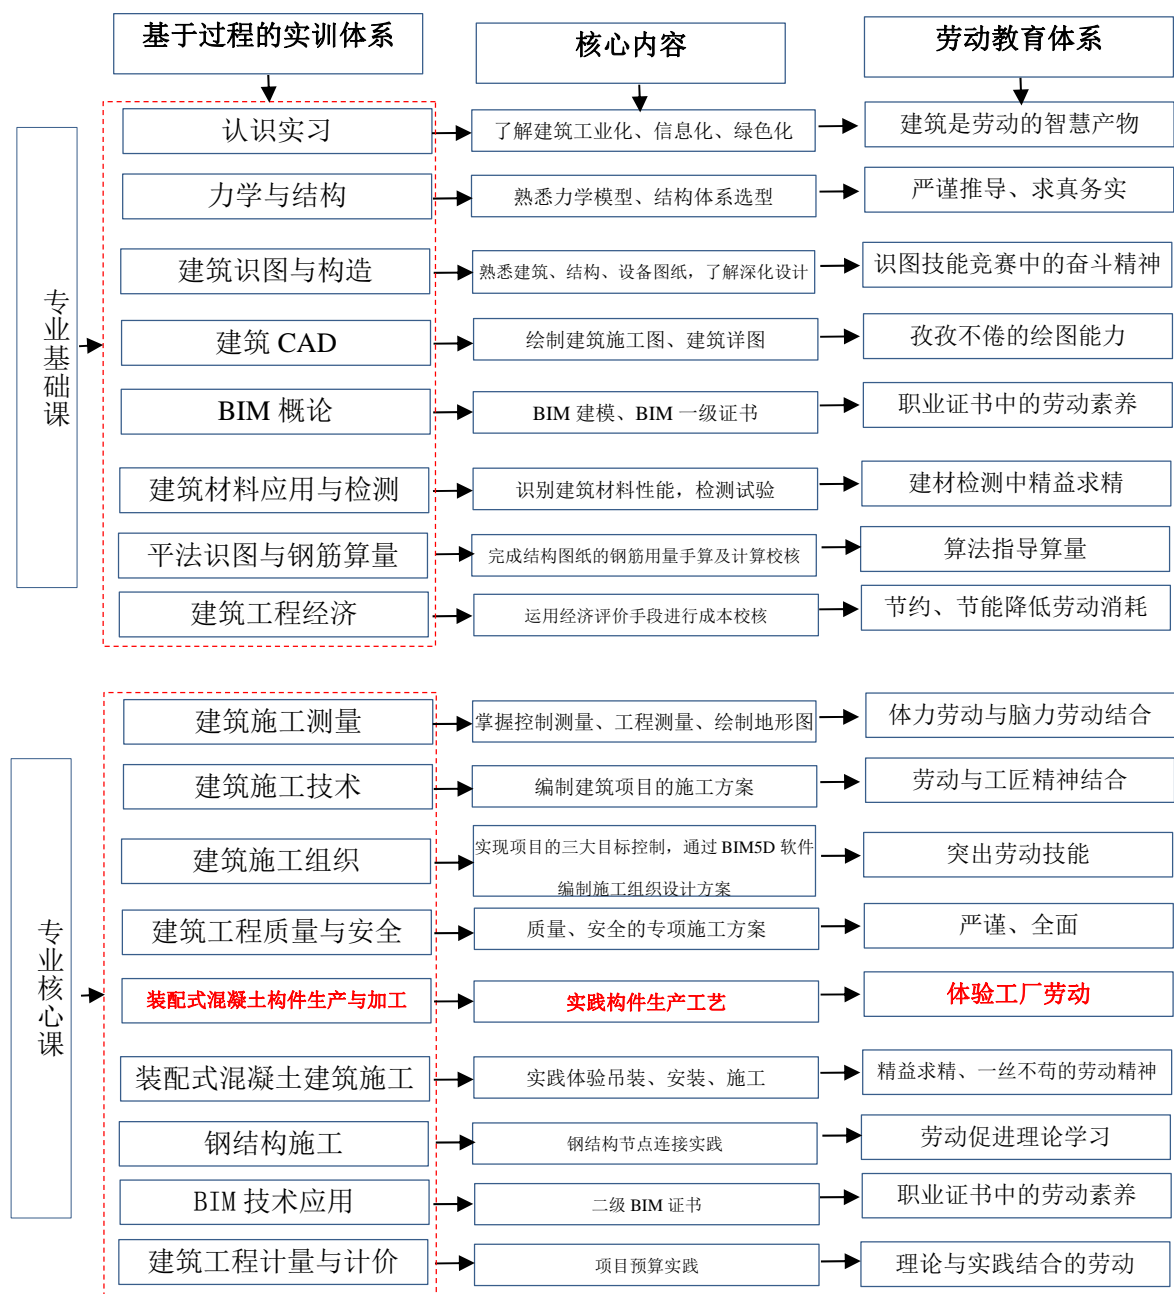 基于过程的实训体系
核心内容
劳动教育体系
专业基础课
认识实习
了解建筑工业化、信息化、绿色化
建筑是劳动的智慧产物
力学与结构
熟悉力学模型、结构体系选型
严谨推导、求真务实
建筑识图与构造
熟悉建筑、结构、设备图纸，了解深化设计
识图技能竞赛中的奋斗精神
建筑 CAD
绘制建筑施工图、建筑详图
孜孜不倦的绘图能力
BIM 概论
BIM 建模、BIM 一级证书
职业证书中的劳动素养
建筑材料应用与检测
识别建筑材料性能，检测试验
建材检测中精益求精
平法识图与钢筋算量
完成结构图纸的钢筋用量手算及计算校核
算法指导算量
建筑工程经济
运用经济评价手段进行成本校核
节约、节能降低劳动消耗
专业核心课
建筑施工测量
掌握控制测量、工程测量、绘制地形图
体力劳动与脑力劳动结合
建筑施工技术
编制建筑项目的施工方案
劳动与工匠精神结合
建筑施工组织
实现项目的三大目标控制，通过 BIM5D 软件
编制施工组织设计方案
突出劳动技能
建筑工程质量与安全
质量、安全的专项施工方案
严谨、全面
装配式混凝土构件生产与加工
实践构件生产工艺
体验工厂劳动
装配式混凝土建筑施工
实践体验吊装、安装、施工
精益求精、一丝不苟的劳动精神
钢结构施工
钢结构节点连接实践
劳动促进理论学习
BIM 技术应用
二级 BIM 证书
职业证书中的劳动素养
建筑工程计量与计价
项目预算实践
理论与实践结合的劳动